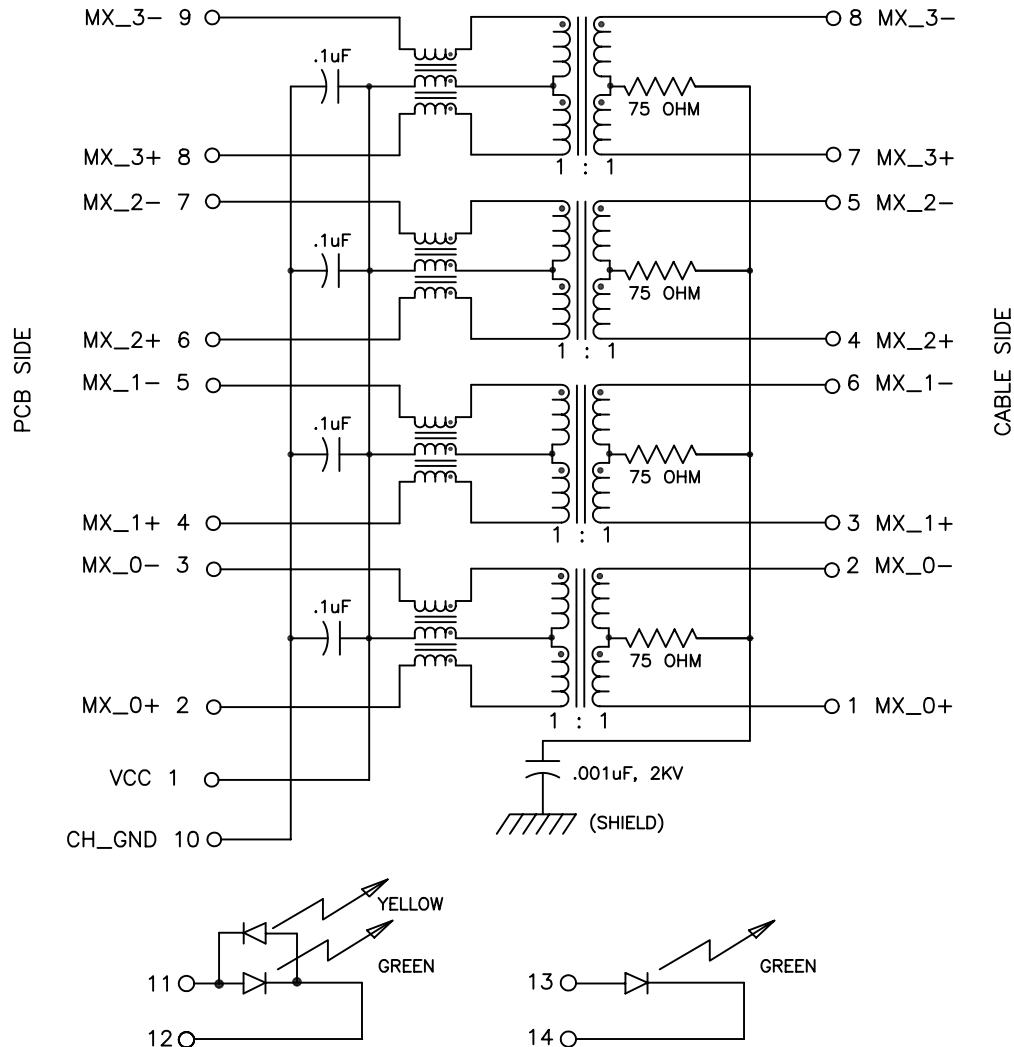 MX_3- 9
8 MX_3-
.1uF
75 OHM
MX_3+ 8
1 : 1
7 MX_3+
MX_2- 7
5 MX_2-
.1uF
75 OHM
MX_2+ 6
1 : 1
4 MX_2+
PCB SIDE
CABLE SIDE
MX_1- 5
6 MX_1-
.1uF
75 OHM
MX_1+ 4
1 : 1
3 MX_1+
MX_0- 3
2 MX_0-
.1uF
75 OHM
MX_0+ 2
1 : 1
1 MX_0+
VCC 1
.001uF, 2KV
CH_GND 10
(SHIELD)
YELLOW
GREEN
11
12
GREEN
13
14